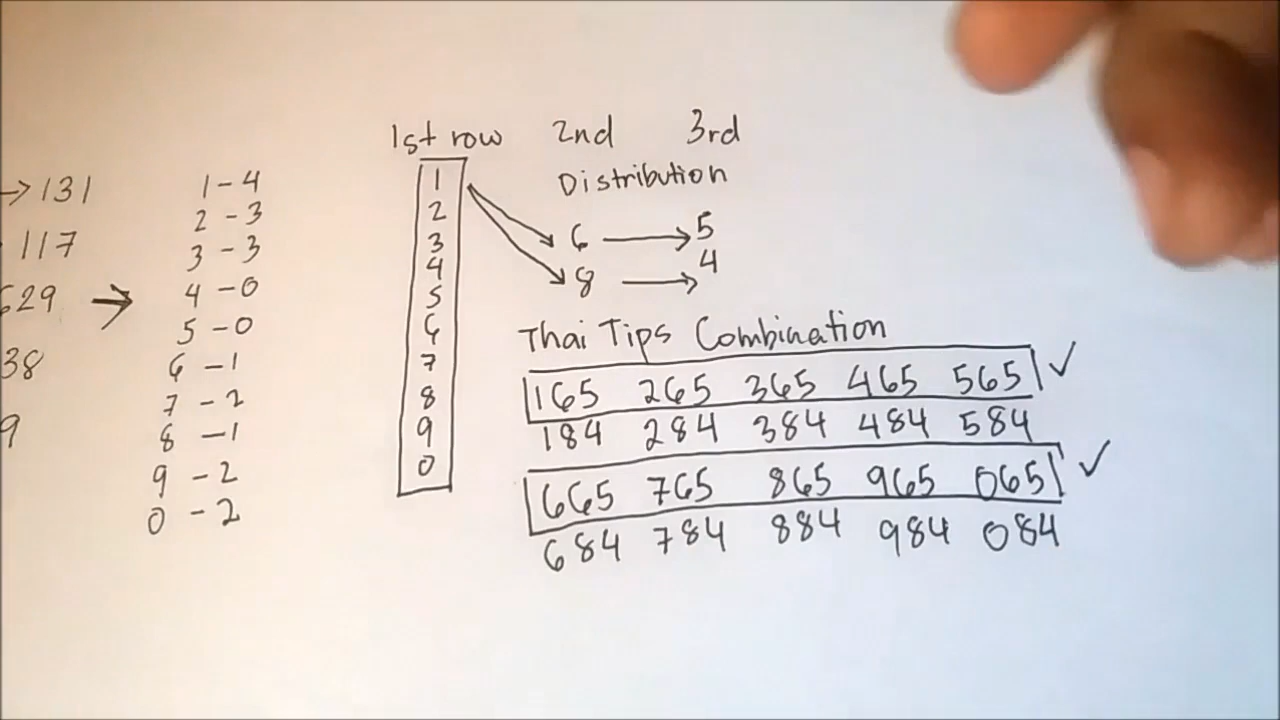 →131
117
629 →
38
9
1-4
2-3
3-3
4-0
5-0
6-1
7-2
8-1
9-2
0-2
1st row 2nd 3rd
Distribution
1
2
3
4
5
6
7
8
9
0
6 → 5
8 → 4
Thai Tips Combination
165 265 365 465 565 ✓
184 284 384 484 584
665 765 865 965 065 ✓
684 784 884 984 084